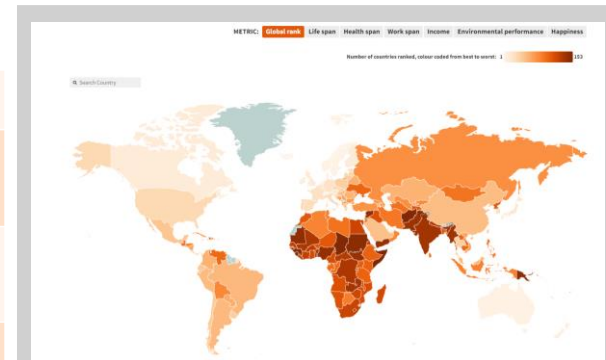 METRIC: Global rank Life span Health span Work span Income Environmental performance Happiness
Number of countries ranked, colour coded from best to worst: 1 153
Search Country